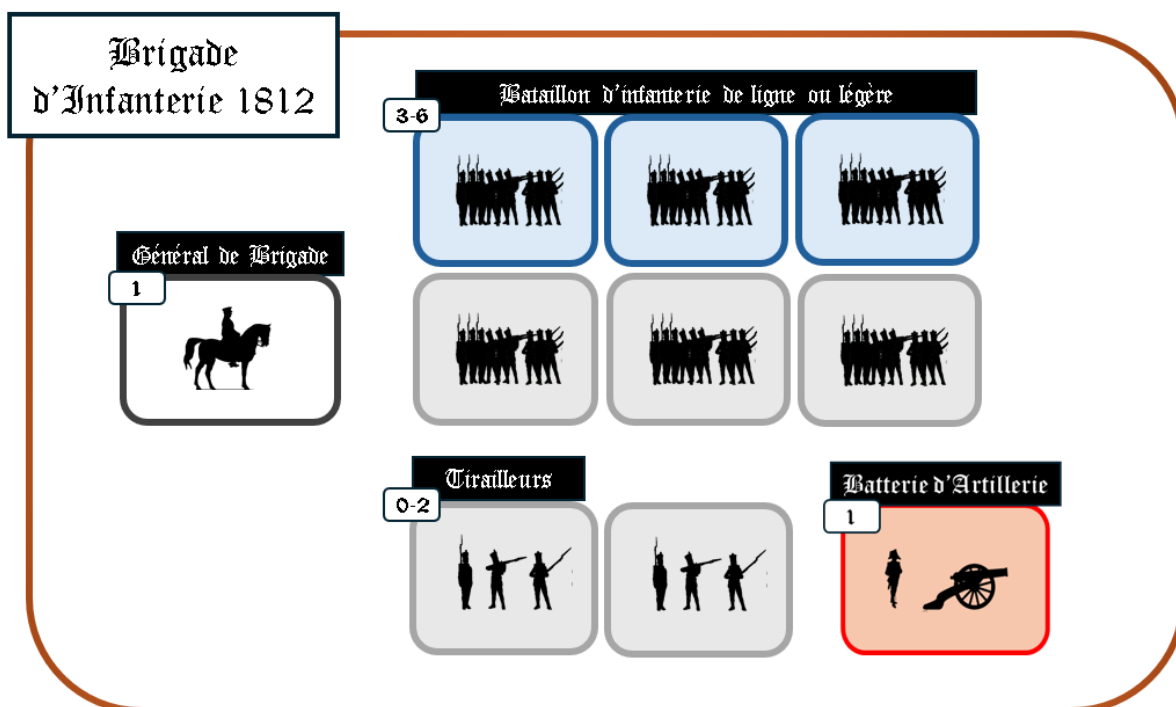 Brigade
d'Infanterie 1812
Bataillon d'infanterie de ligne ou légère
3-6
Général de Brigade
1
Tirailleurs
0-2
Batterie d'Artillerie
1